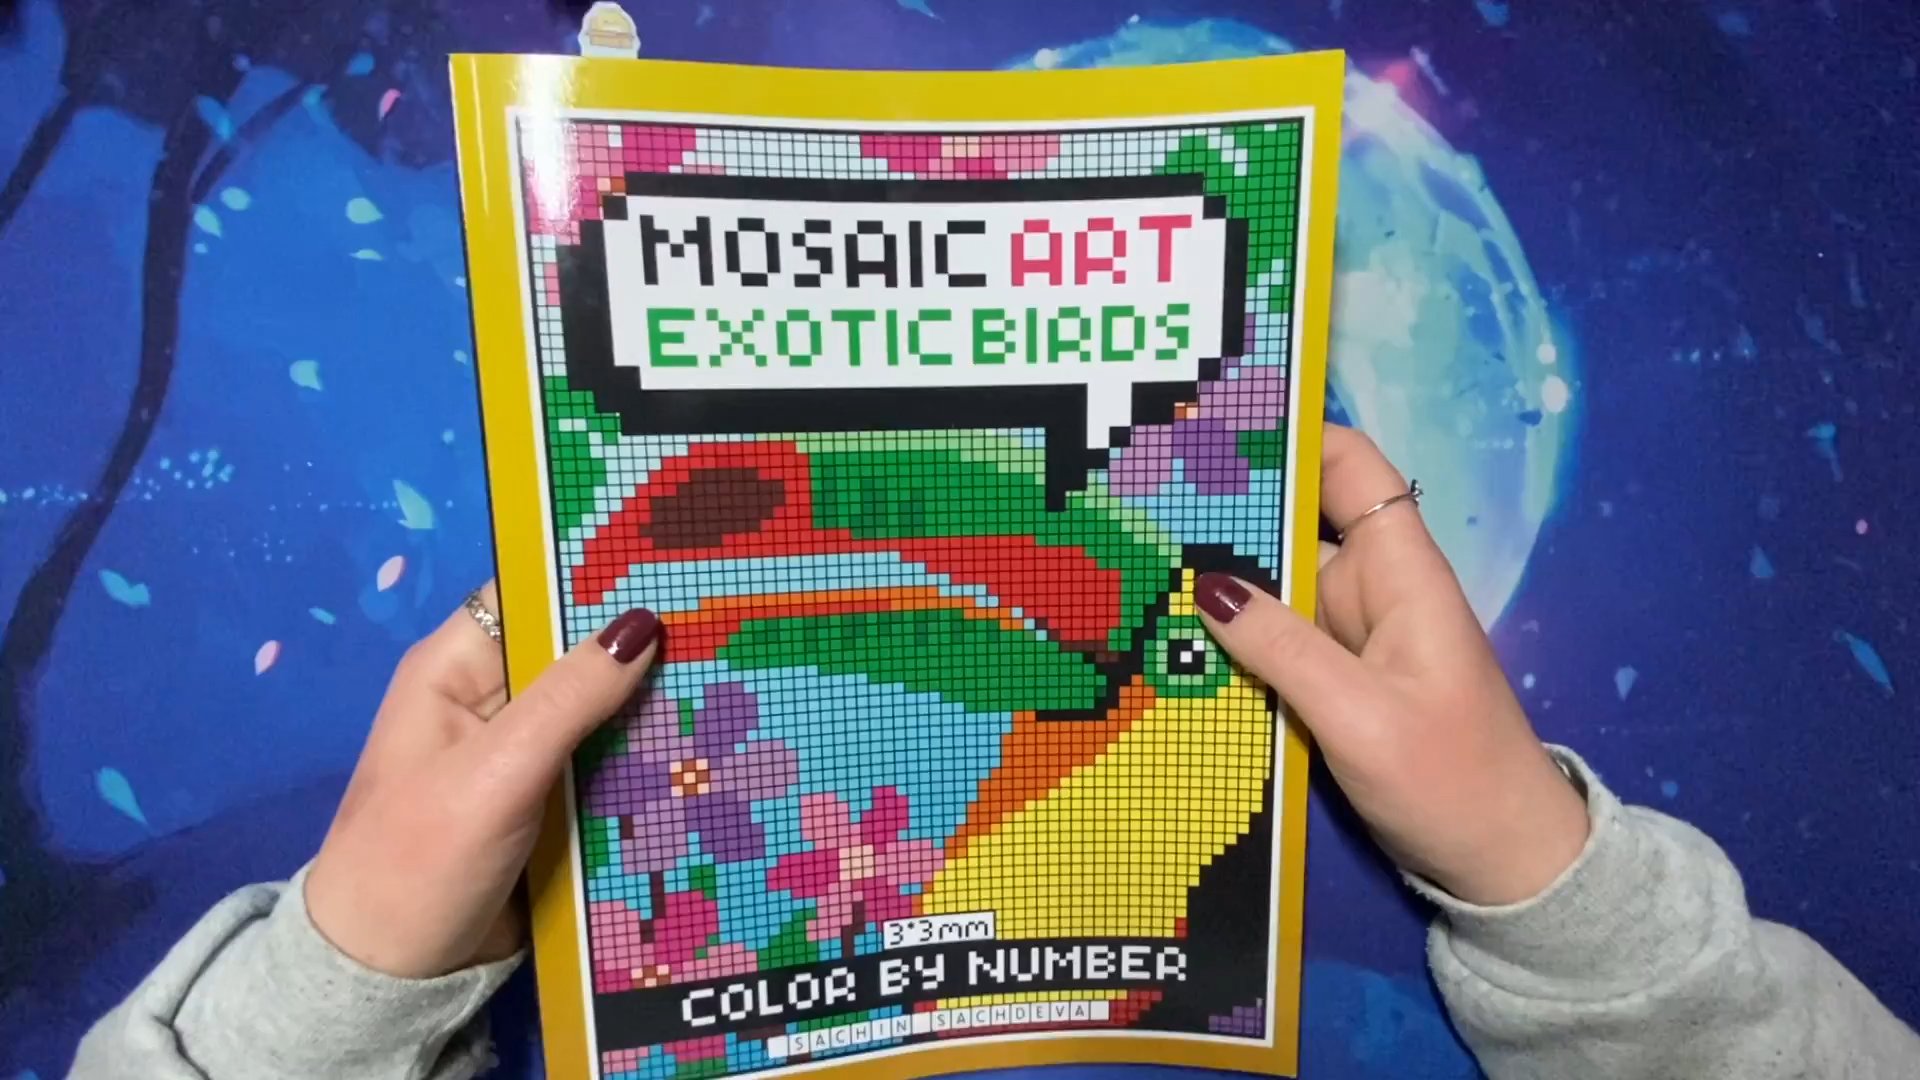 MOSAIC ART
EXOTIC BIRDS
3*3mm
COLOR BY NUMBER
SACHIN SACHDEVA